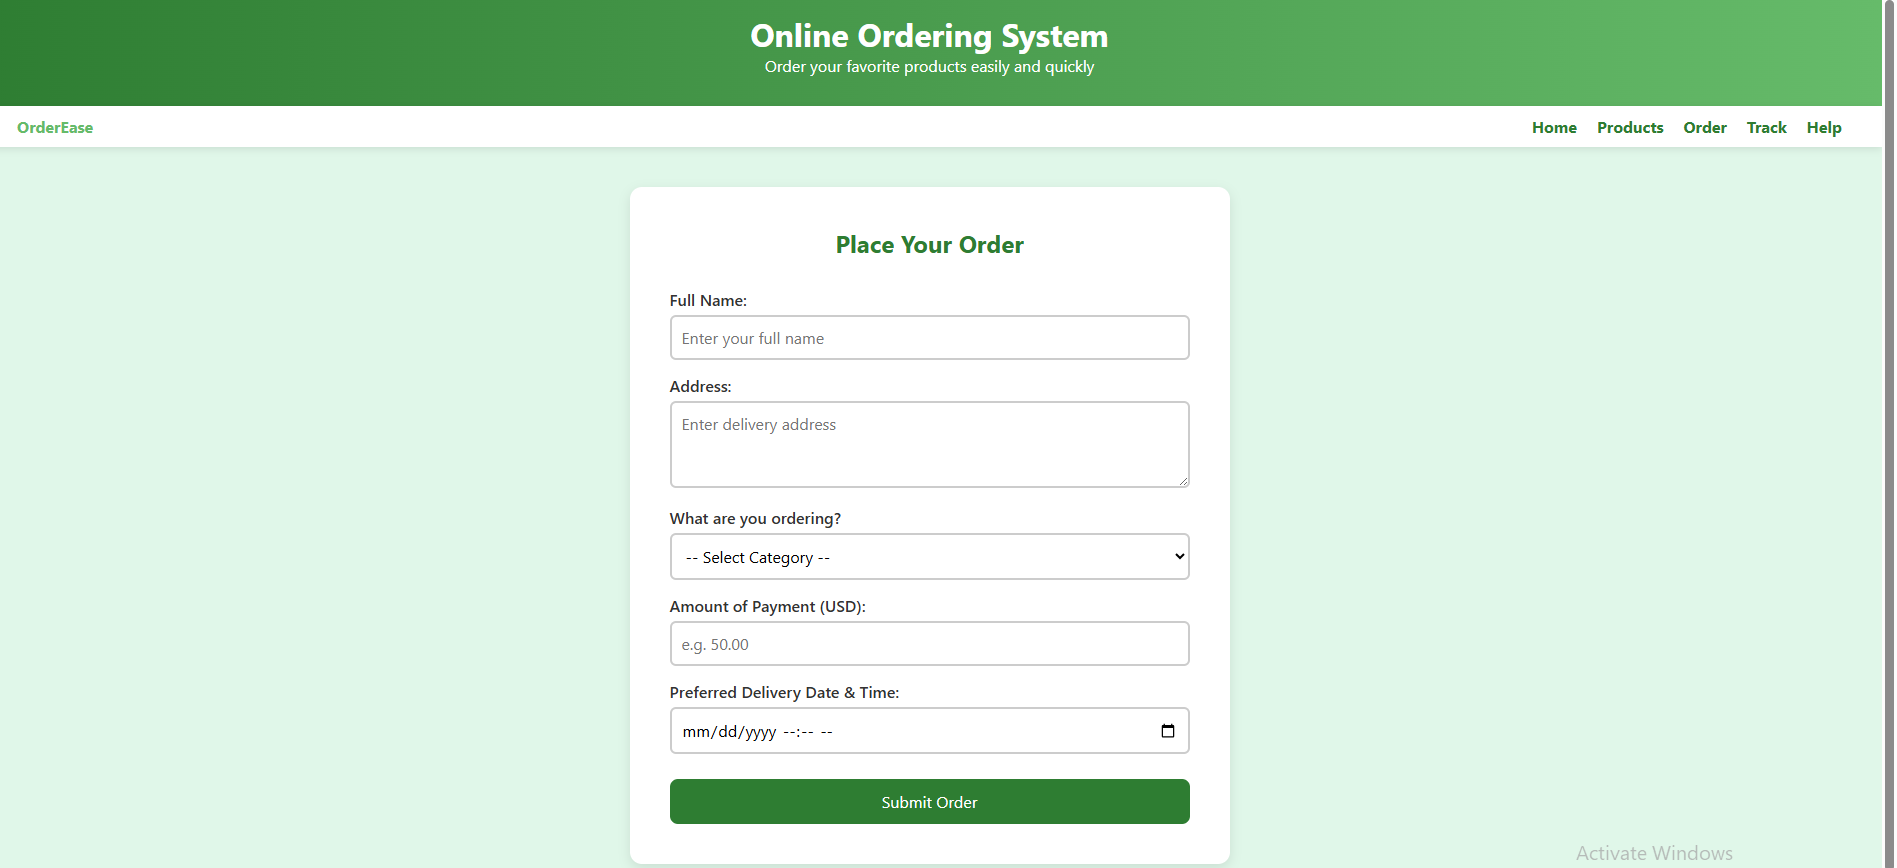 Online Ordering System
Order your favorite products easily and quickly
OrderEase
Home Products Order Track Help
Place Your Order
Full Name:
Enter your full name
Address:
Enter delivery address
What are you ordering?
-- Select Category --
Amount of Payment (USD):
e.g. 50.00
Preferred Delivery Date & Time:
mm/dd/yyyy --:-- --
Submit Order
Activate Windows